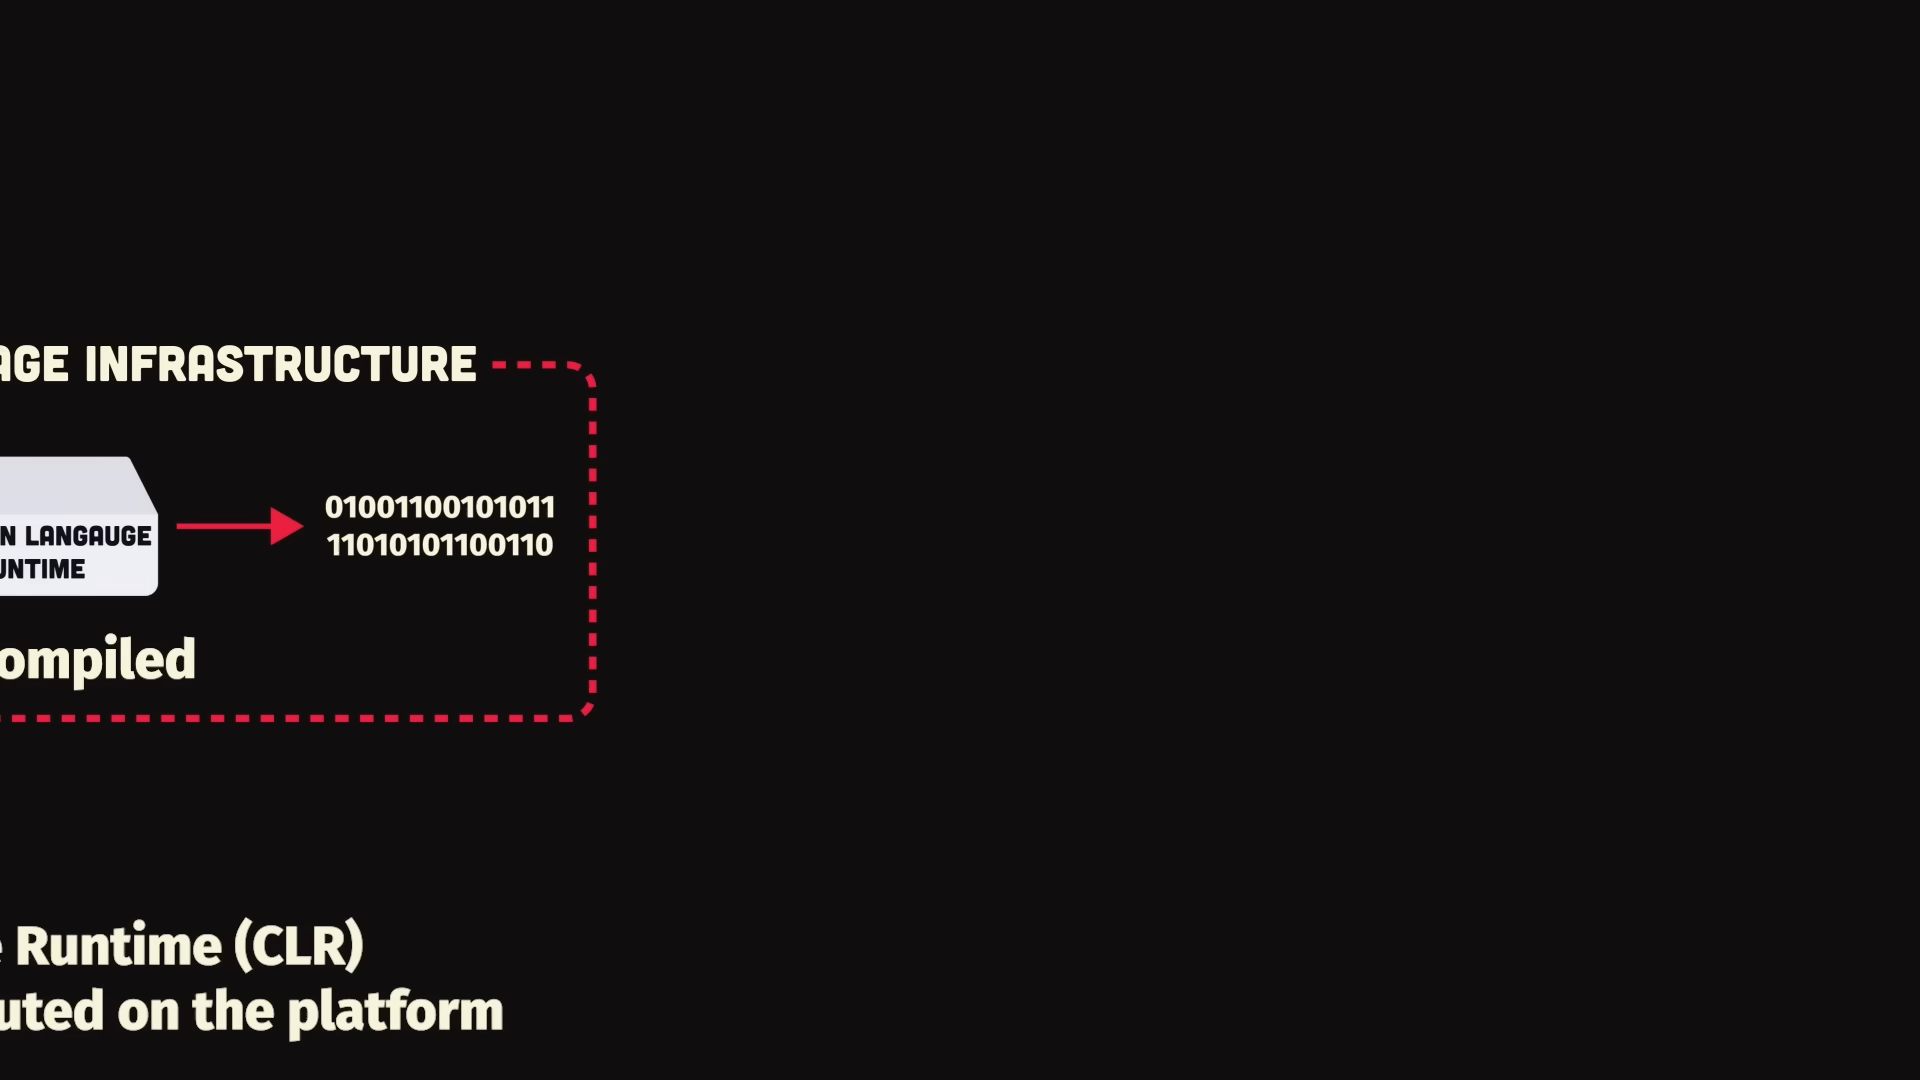 AGE INFRASTRUCTURE
01001100101011
11010101100110
N LANGAUGE
UNTIME
ompiled
e Runtime (CLR)
uted on the platform